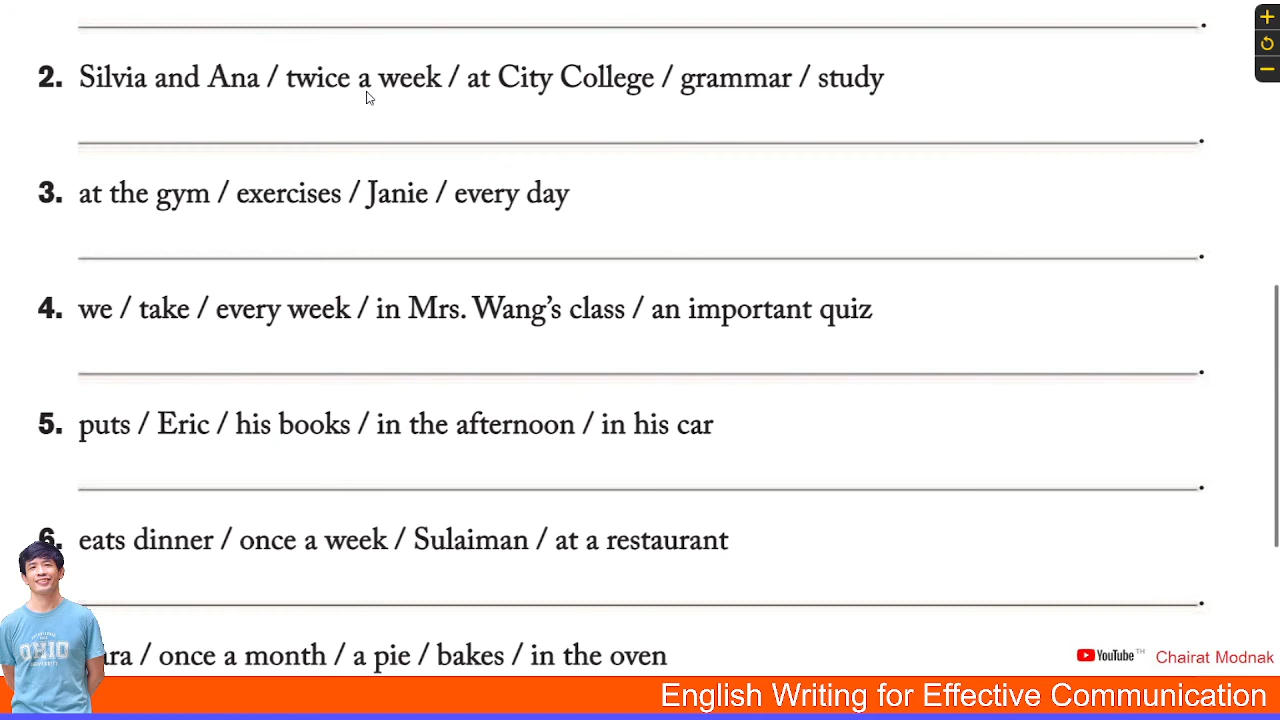 2. Silvia and Ana / twice a week / at City College / grammar / study
3. at the gym / exercises / Janie / every day
4. we / take / every week / in Mrs. Wang's class / an important quiz
5. puts / Eric / his books / in the afternoon / in his car
6. eats dinner / once a week / Sulaiman / at a restaurant
/ once a month / a pie / bakes / in the oven
OHIO
YouTube TH Chairat Modnak
English Writing for Effective Communication